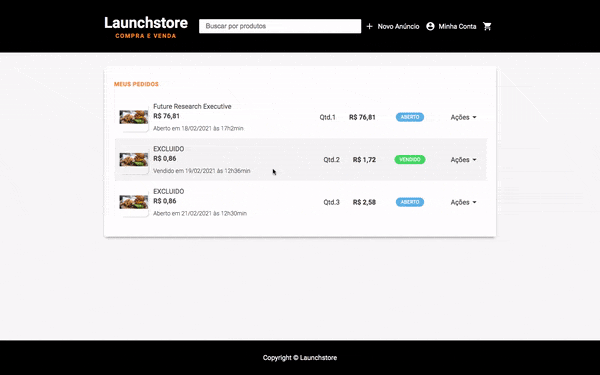 Launchstore
COMPRA E VENDA
Buscar por produtos
Novo Anúncio
Minha Conta
MEUS PEDIDOS
Future Research Executive
R$ 76,81
Aberto em 18/02/2021 às 17h2min
Qtd.1
R$ 76,81
ABERTO
Ações
EXCLUIDO
R$ 0,86
Vendido em 19/02/2021 às 12h36min
Qtd.2
R$ 1,72
VENDIDO
Ações
EXCLUIDO
R$ 0,86
Aberto em 21/02/2021 às 12h30min
Qtd.3
R$ 2,58
ABERTO
Ações
Copyright © Launchstore